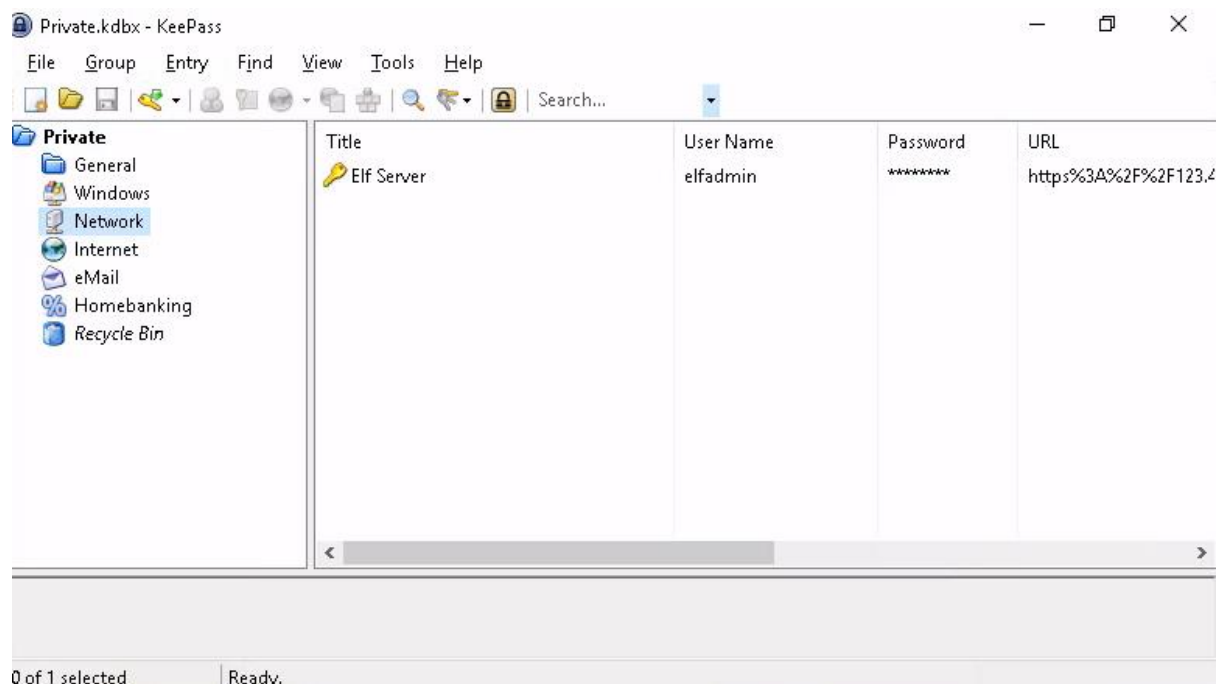 Private.kdbx - KeePass
File Group Entry Find View Tools Help
Search...
Private
General
Windows
Network
Internet
eMail
Homebanking
Recycle Bin
Title User Name Password URL
Elf Server elfadmin ******** https%3A%2F%2F123.4
0 of 1 selected Ready.